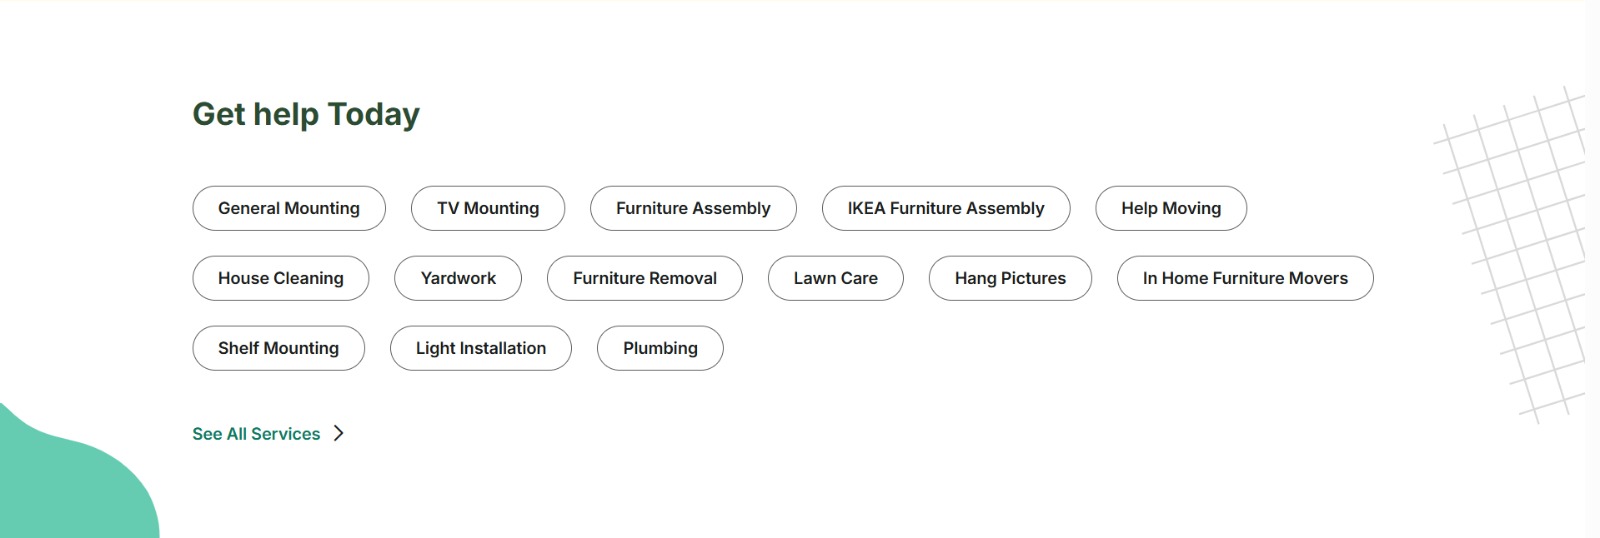 Get help Today
General Mounting TV Mounting Furniture Assembly IKEA Furniture Assembly Help Moving
House Cleaning Yardwork Furniture Removal Lawn Care Hang Pictures In Home Furniture Movers
Shelf Mounting Light Installation Plumbing
See All Services